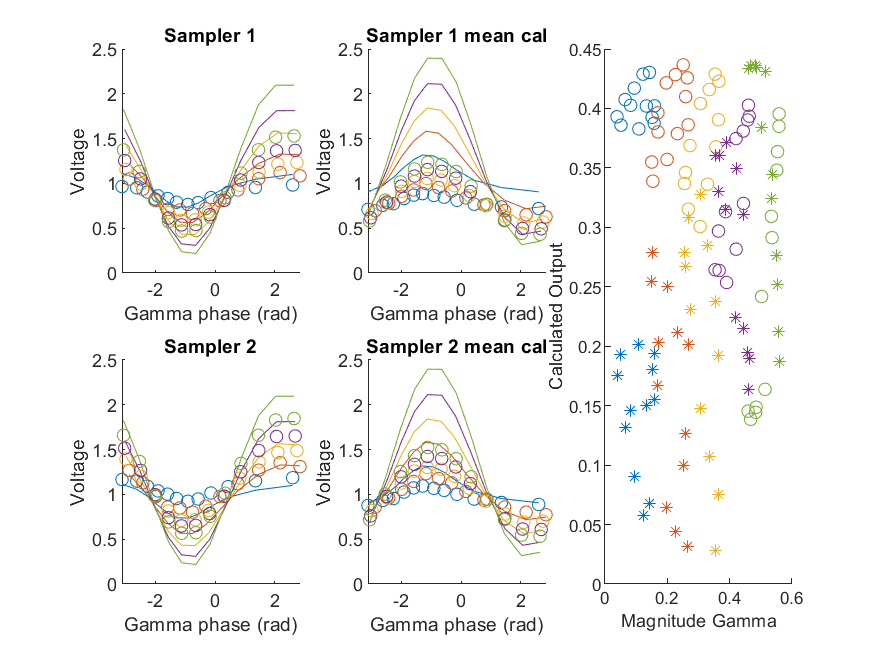 Sampler 1
2.5
2
1.5
1
0.5
0
Voltage
-2 0 2
Gamma phase (rad)
Sampler 1 mean cal
2.5
2
1.5
1
0.5
0
Voltage
-2 0 2
Gamma phase (rad)
Sampler 2
2.5
2
1.5
1
0.5
0
Voltage
-2 0 2
Gamma phase (rad)
Sampler 2 mean cal
2.5
2
1.5
1
0.5
0
Voltage
-2 0 2
Gamma phase (rad)
0.45
0.4
0.35
0.3
0.25
0.2
0.15
0.1
0.05
0
Calculated Output
0 0.2 0.4 0.6
Magnitude Gamma